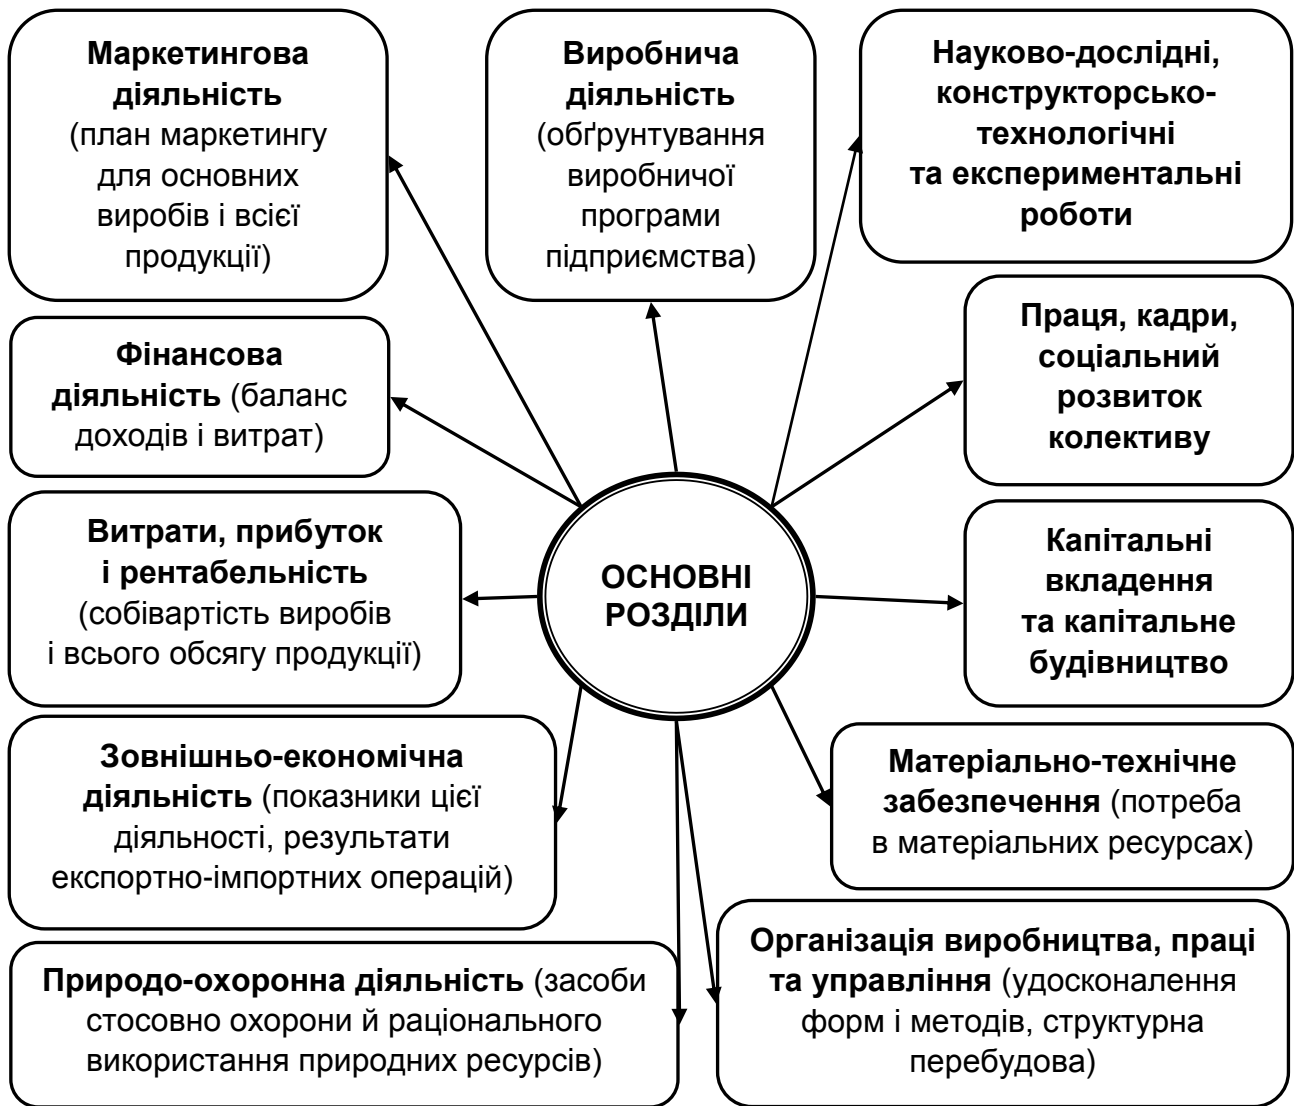 Маркетингова
діяльність
(план маркетингу
для основних
виробів і всієї
продукції)
Виробнича
діяльність
(обґрунтування
виробничої
програми
підприємства)
Науково-дослідні,
конструкторсько-
технологічні
та експериментальні
роботи
Фінансова
діяльність (баланс
доходів і витрат)
Праця, кадри,
соціальний
розвиток
колективу
Витрати, прибуток
і рентабельність
(собівартість виробів
і всього обсягу продукції)
ОСНОВНІ
РОЗДІЛИ
Капітальні
вкладення
та капітальне
будівництво
Зовнішньо-економічна
діяльність (показники цієї
діяльності, результати
експортно-імпортних операцій)
Матеріально-технічне
забезпечення (потреба
в матеріальних ресурсах)
Природо-охоронна діяльність (засоби
стосовно охорони й раціонального
використання природних ресурсів)
Організація виробництва, праці
та управління (удосконалення
форм і методів, структурна
перебудова)